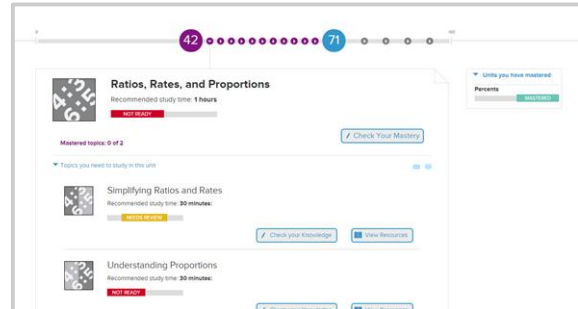 42
71
Ratios, Rates, and Proportions
Recommended study time: 1 hours
NOT READY
Check Your Mastery
Mastered topics: 0 of 2
Topics you need to study in this unit
Simplifying Ratios and Rates
Recommended study time: 30 minutes:
NEEDS REVIEW
Check your Knowledge
View Resources
Understanding Proportions
Recommended study time: 30 minutes:
NOT READY
Units you have mastered
Percents
MASTERED